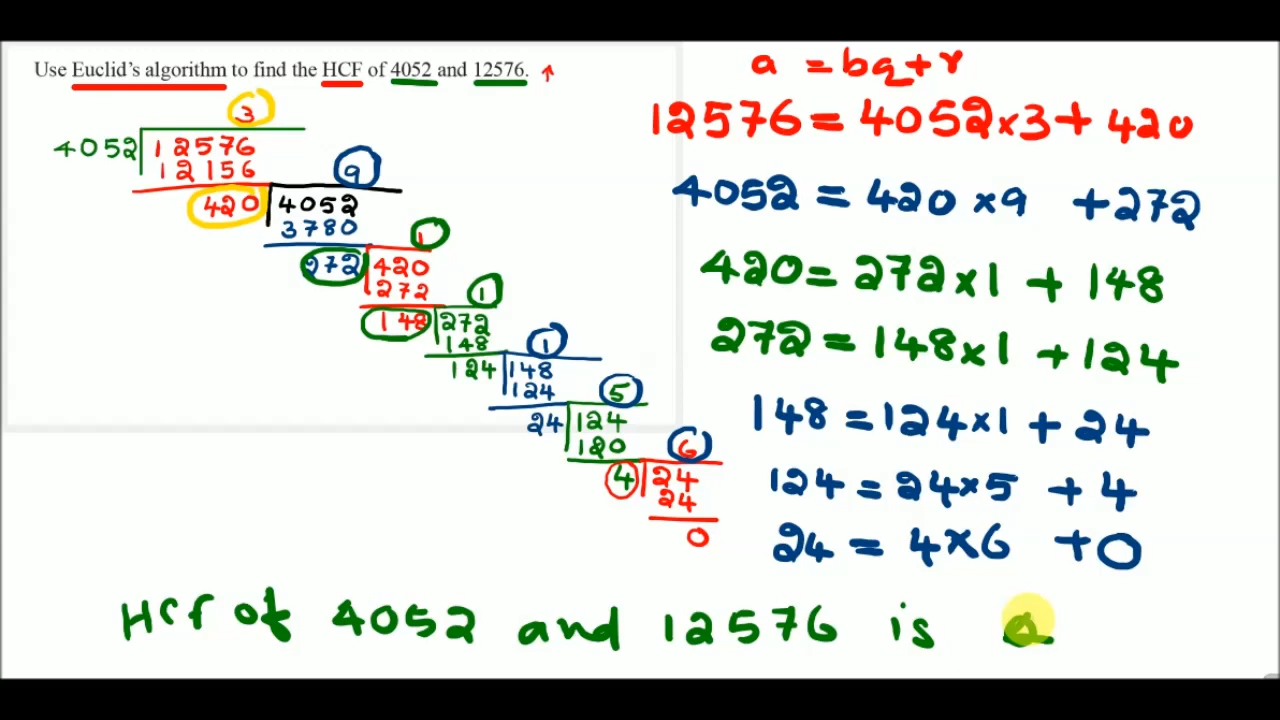 Use Euclid's algorithm to find the HCF of 4052 and 12576.
3
4052 12576
12156
9
420 4052
3780
1
272 420
272
1
148 272
148
1
124 148
124
5
24 124
120
6
4 24
24
0
a = bq + r
12576 = 4052 × 3 + 420
4052 = 420 × 9 + 272
420 = 272 × 1 + 148
272 = 148 × 1 + 124
148 = 124 × 1 + 24
124 = 24 × 5 + 4
24 = 4 × 6 + 0
HCF of 4052 and 12576 is